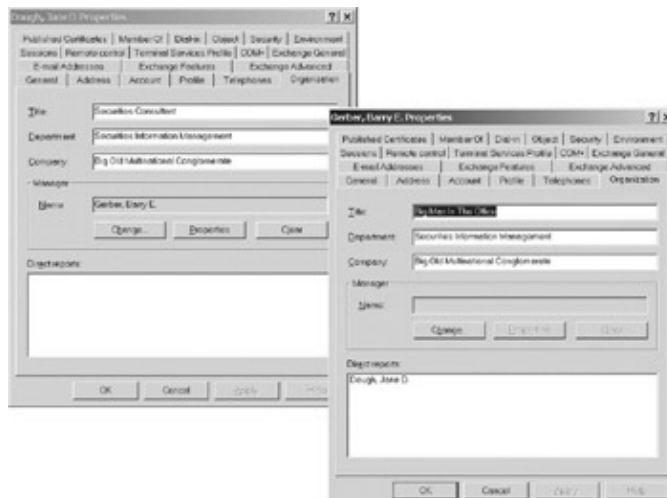 Dough, Jane D. Properties
Published Certificates | Member Of | Dial-in | Object | Security | Environment
Sessions | Remote control | Terminal Services Profile | COM+ | Exchange General
E-mail Addresses | Exchange Features | Exchange Advanced
General | Address | Account | Profile | Telephones | Organization
Title: Securities Consultant
Department: Securities Information Management
Company: Big Old Multinational Conglomerate
Manager
Name: Gerber, Barry E.
Change... Properties Clear
Direct reports:
OK Cancel Apply
Gerber, Barry E. Properties
Published Certificates | Member Of | Dial-in | Object | Security | Environment
Sessions | Remote control | Terminal Services Profile | COM+ | Exchange General
E-mail Addresses | Exchange Features | Exchange Advanced
General | Address | Account | Profile | Telephones | Organization
Title: Big Man In The Office
Department: Securities Information Management
Company: Big Old Multinational Conglomerate
Manager
Name:
Change... Properties Clear
Direct reports:
Dough, Jane D.
OK Cancel Apply Help